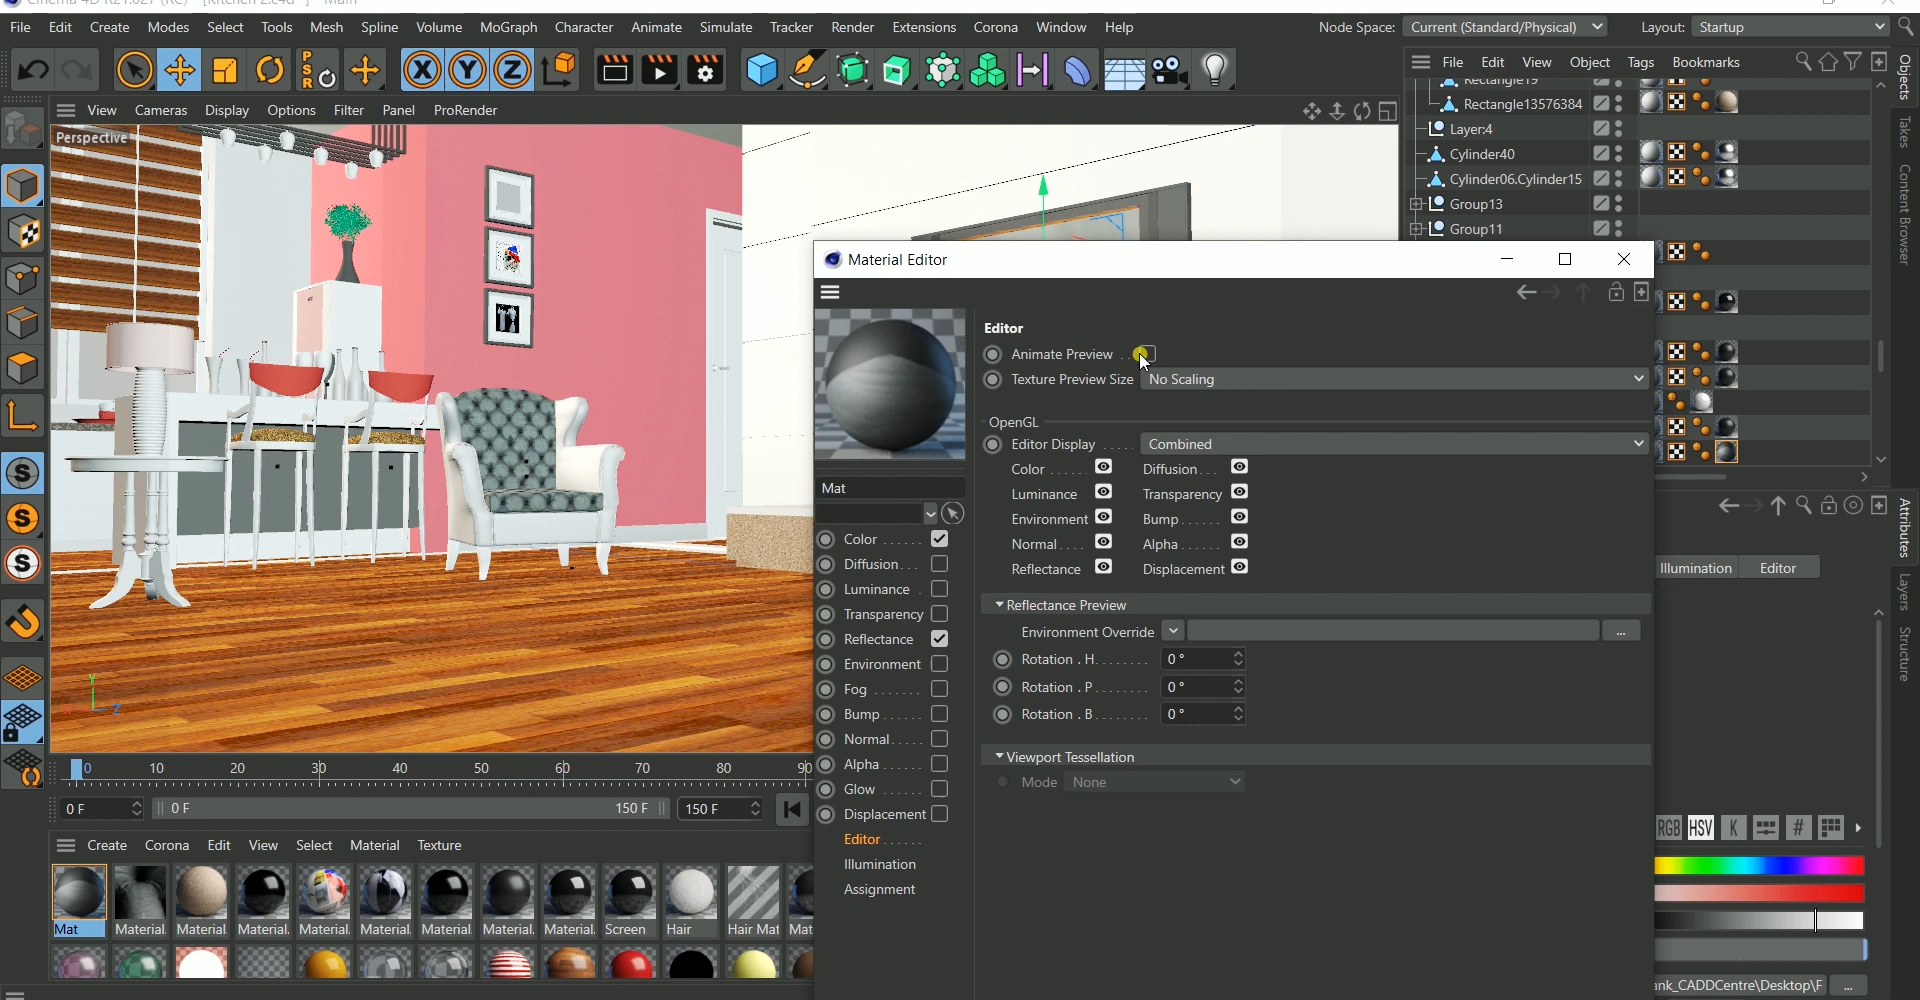 Cinema 4D R21.027 (RC) - [Kitchen 2.c4d *] - Main
File Edit Create Modes Select Tools Mesh Spline Volume MoGraph Character Animate Simulate Tracker Render Extensions Corona Window Help Node Space: Current (Standard/Physical) Layout: Startup
PSR X Y Z
File Edit View Object Tags Bookmarks
View Cameras Display Options Filter Panel ProRender
Perspective
Rectangle19
Rectangle13576384
Layer:4
Cylinder40
Cylinder06.Cylinder15
Group13
Group11
Objects
Takes
Content Browser
Attributes
Layers
Structure
Material Editor
Editor
Animate Preview . .
Texture Preview Size No Scaling
OpenGL
Editor Display . . . . . Combined
Color . . . . . . Diffusion . . .
Luminance Transparency
Environment Bump . . . . . .
Normal . . . . Alpha . . . . . .
Reflectance Displacement
Reflectance Preview
Environment Override ...
Rotation . H . . . . . . . . 0 °
Rotation . P . . . . . . . . 0 °
Rotation . B . . . . . . . . 0 °
Viewport Tessellation
Mode None
Mat
Color . . . . . .
Diffusion . . .
Luminance .
Transparency
Reflectance
Environment
Fog . . . . . . .
Bump . . . . . .
Normal . . . . .
Alpha . . . . . .
Glow . . . . . .
Displacement
Editor . . . . . .
Illumination
Assignment
Illumination Editor
RGB HSV K #
ank_CADDCentre\Desktop\F ...
Y
Z
0 10 20 30 40 50 60 70 80 90
0 F 0 F 150 F 150 F
Create Corona Edit View Select Material Texture
Mat Material. Material. Material. Material. Material. Material. Material. Material. Screen Hair Hair Mat Mat